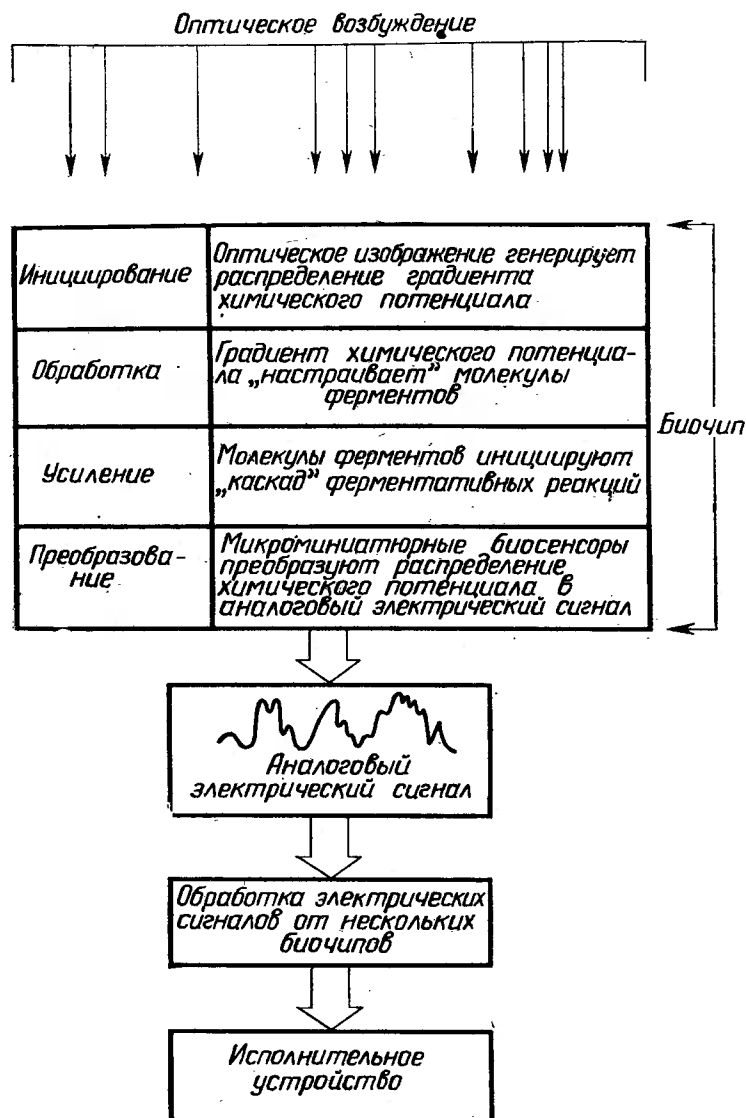 Оптическое возбуждение
Инициирование
Оптическое изображение генерирует
распределение градиента
химического потенциала
Обработка
Градиент химического потенциа-
ла „настраивает” молекулы
ферментов
Усиление
Молекулы ферментов инициируют
„каскад” ферментативных реакций
Преобразова-
ние
Микроминиатюрные биосенсоры
преобразуют распределение
химического потенциала в
аналоговый электрический сигнал
Биочип
Аналоговый
электрический сигнал
Обработка электрических
сигналов от нескольких
биочипов
Исполнительное
устройство